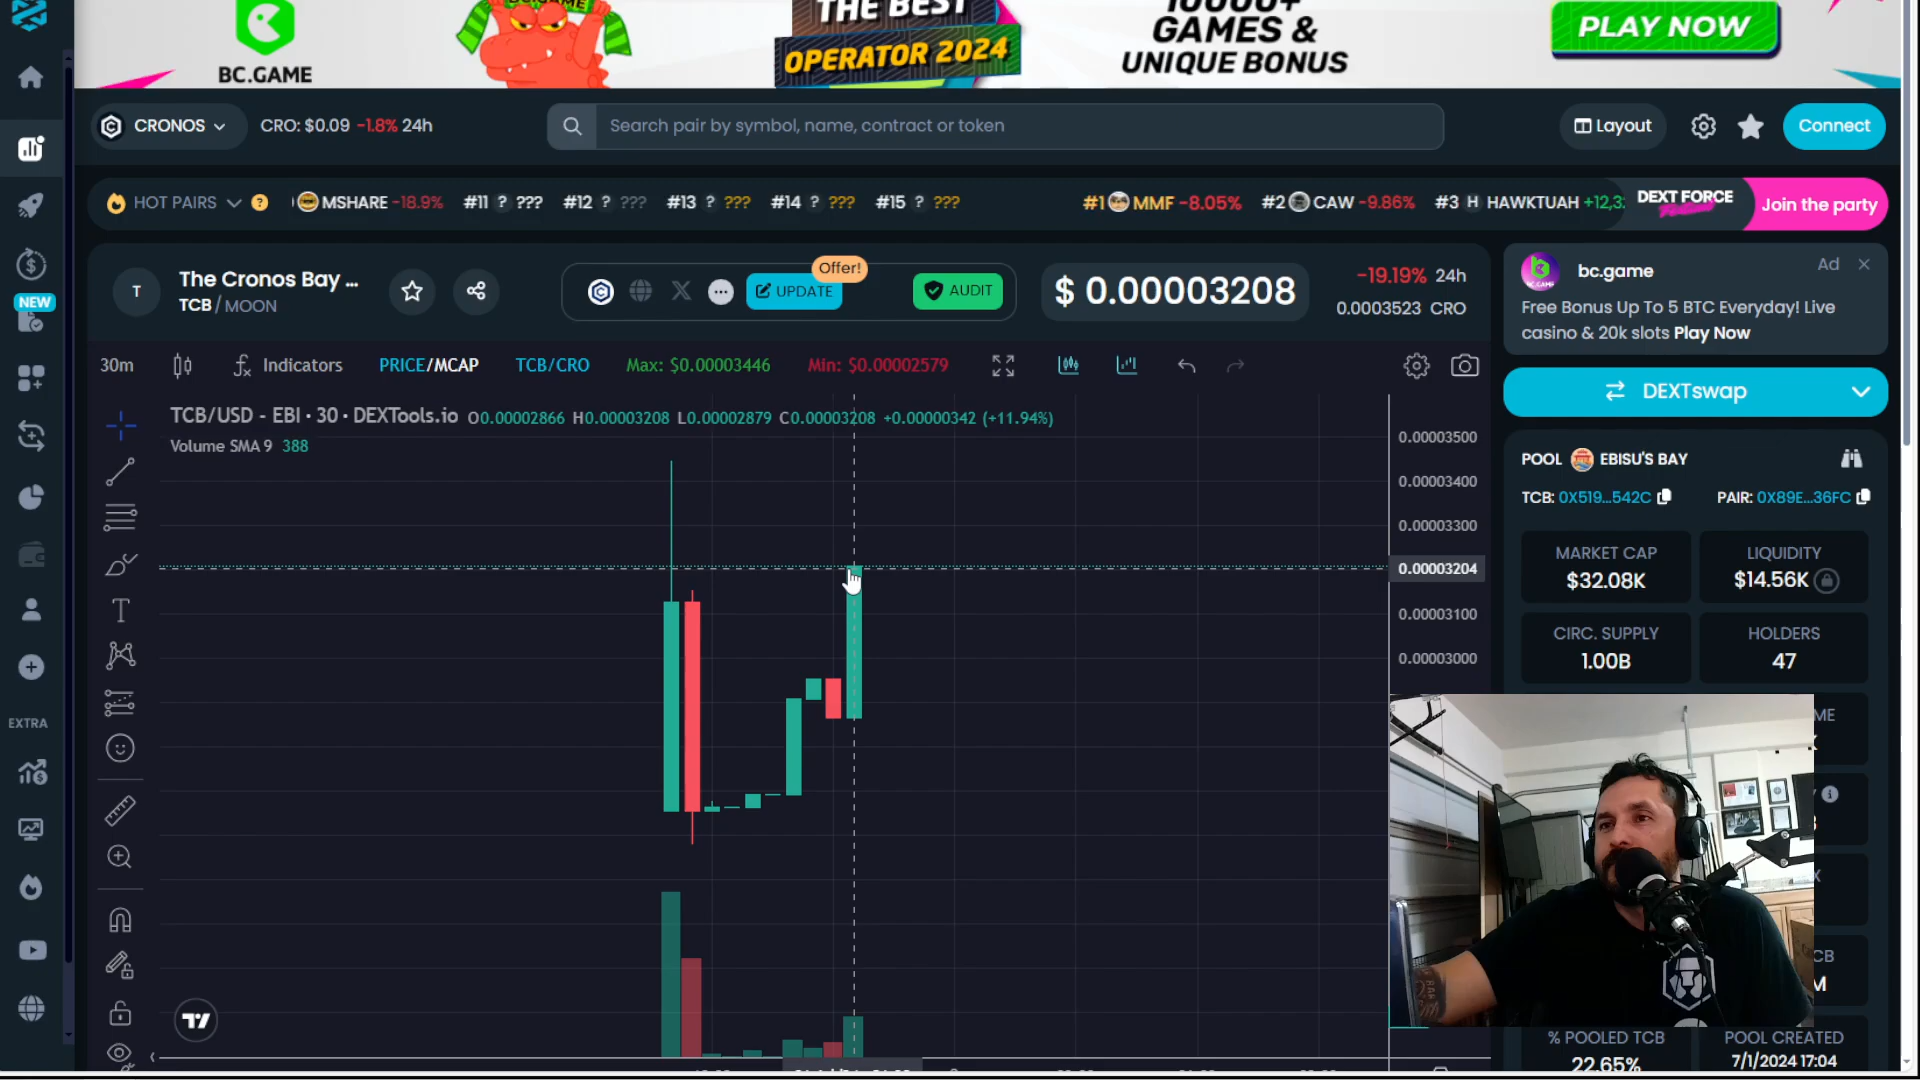 BC.GAME
THE BEST
OPERATOR 2024
10000+
GAMES &
UNIQUE BONUS
PLAY NOW
CRONOS
CRO: $0.09 -1.8% 24h
Search pair by symbol, name, contract or token
Layout
Connect
HOT PAIRS ? MSHARE -18.9% #11 ? ??? #12 ? ??? #13 ? ??? #14 ? ??? #15 ? ??? #1 MMF -8.05% #2 CAW -9.86% #3 H HAWKTUAH
DEXT FORCE
Join the party
T
The Cronos Bay ...
TCB / MOON
Offer!
UPDATE
AUDIT
$ 0.00003208
-19.19% 24h
0.0003523 CRO
bc.game
Ad
Free Bonus Up To 5 BTC Everyday! Live
casino & 20k slots Play Now
30m Indicators PRICE/MCAP TCB/CRO Max: $0.00003446 Min: $0.00002579
DEXTswap
TCB/USD - EBI · 30 · DEXTools.io O0.00002866 H0.00003208 L0.00002879 C0.00003208 +0.00000342 (+11.94%)
Volume SMA 9 388
0.00003500
0.00003400
0.00003300
0.00003204
0.00003100
0.00003000
POOL EBISU'S BAY
TCB: 0X519...542C PAIR: 0X89E...36FC
MARKET CAP
$32.08K
LIQUIDITY
$14.56K
CIRC. SUPPLY
1.00B
HOLDERS
47
% POOLED TCB
22.65%
POOL CREATED
7/1/2024 17:04
NEW
EXTRA